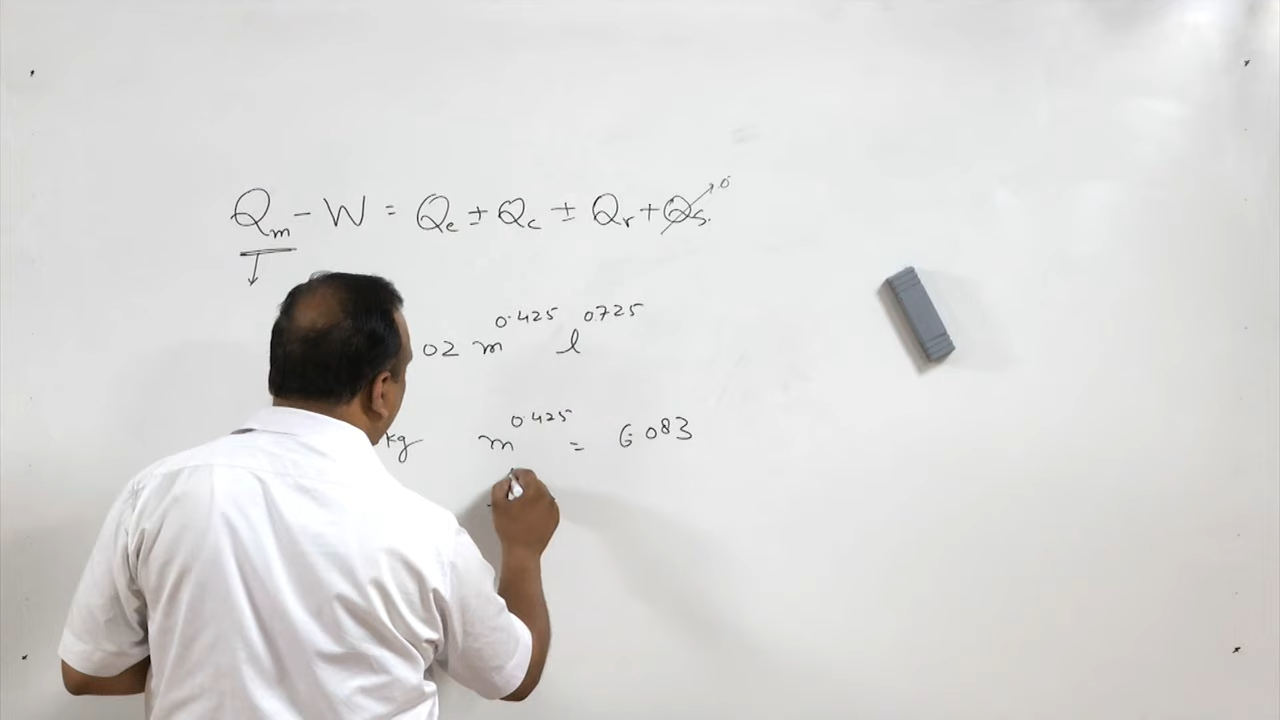 Qm - W = Qe ± Qc ± Qr + Qs. 0
02 m^0.425 l^0.725
kg m^0.425 = 6.083